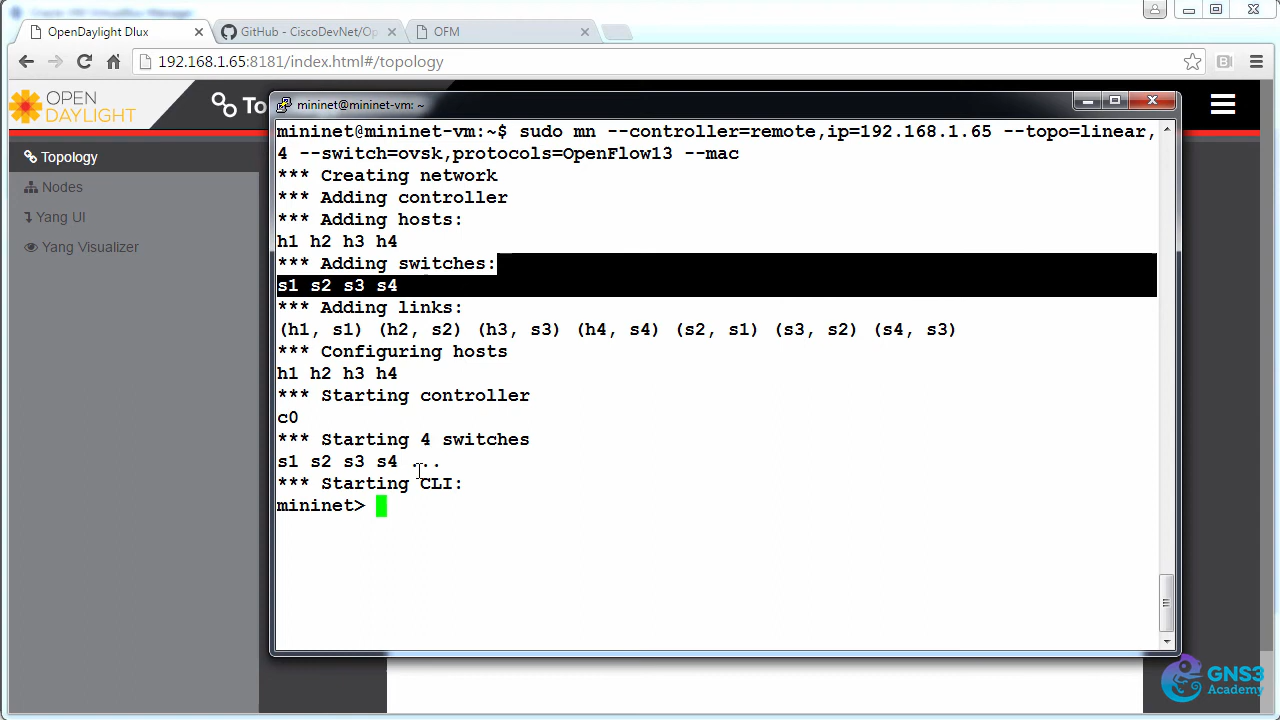 Oracle VM VirtualBox Manager
OpenDaylight Dlux
GitHub - CiscoDevNet/Op
OFM
192.168.1.65:8181/index.html#/topology
OPEN
DAYLIGHT
To
Topology
Nodes
Yang UI
Yang Visualizer
mininet@mininet-vm: ~
mininet@mininet-vm:~$ sudo mn --controller=remote,ip=192.168.1.65 --topo=linear,
4 --switch=ovsk,protocols=OpenFlow13 --mac
*** Creating network
*** Adding controller
*** Adding hosts:
h1 h2 h3 h4
*** Adding switches:
s1 s2 s3 s4
*** Adding links:
(h1, s1) (h2, s2) (h3, s3) (h4, s4) (s2, s1) (s3, s2) (s4, s3)
*** Configuring hosts
h1 h2 h3 h4
*** Starting controller
c0
*** Starting 4 switches
s1 s2 s3 s4 ...
*** Starting CLI:
mininet>
GNS3
Academy